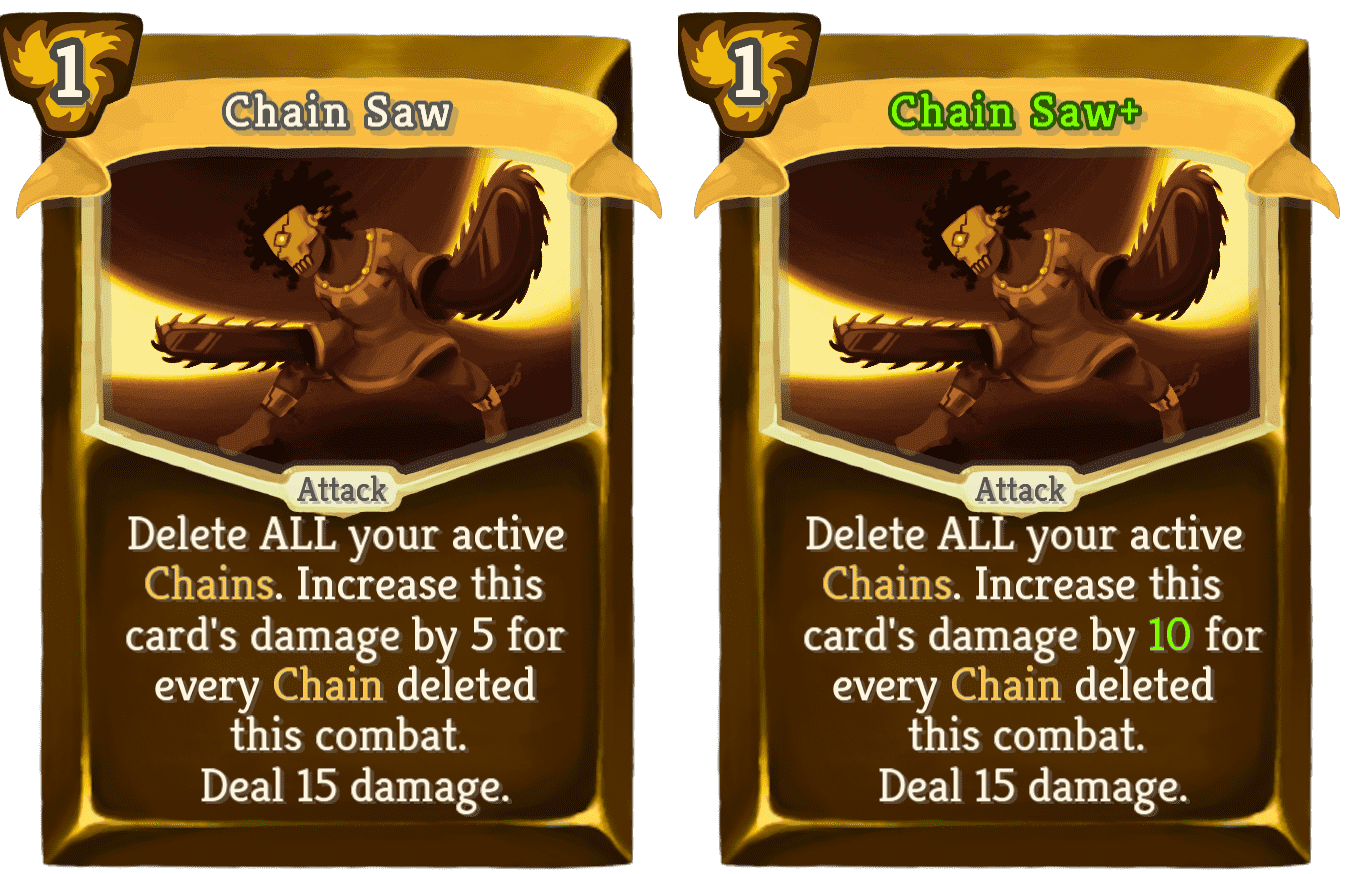 1
Chain Saw
Attack
Delete ALL your active
Chains. Increase this
card's damage by 5 for
every Chain deleted
this combat.
Deal 15 damage.
1
Chain Saw+
Attack
Delete ALL your active
Chains. Increase this
card's damage by 10 for
every Chain deleted
this combat.
Deal 15 damage.